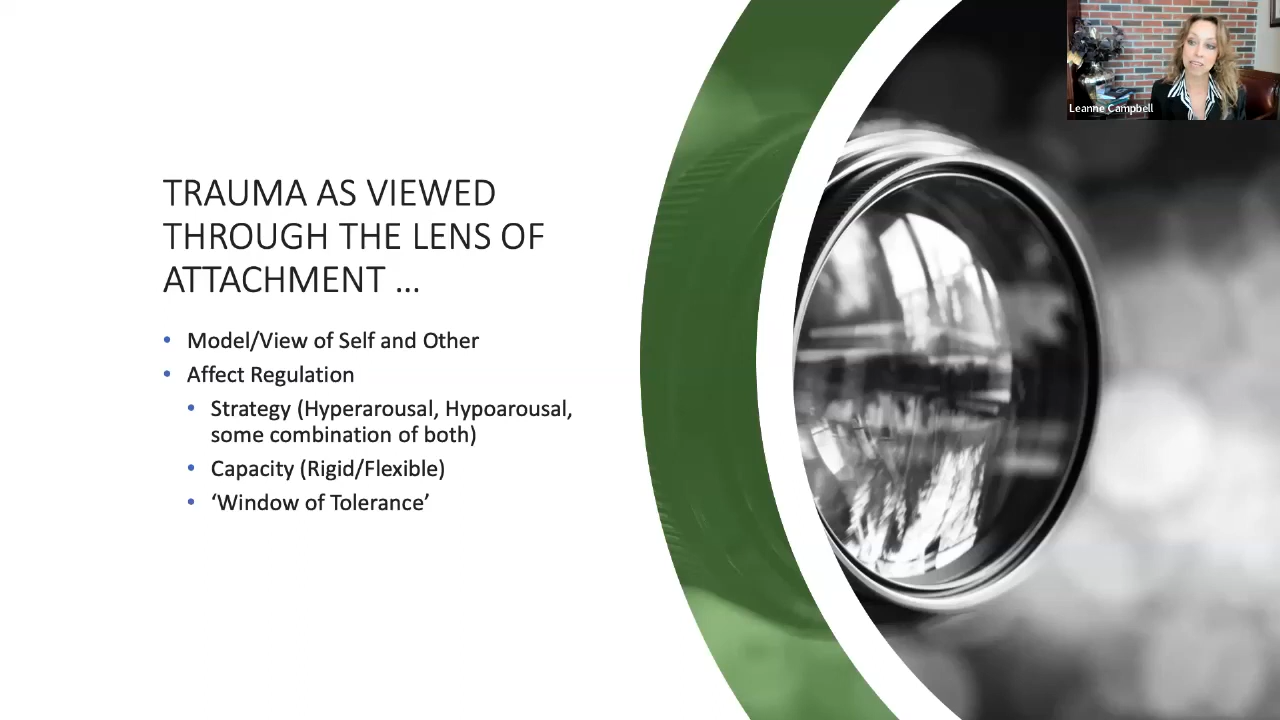 Leanne Campbell
TRAUMA AS VIEWED
THROUGH THE LENS OF
ATTACHMENT ...
• Model/View of Self and Other
• Affect Regulation
• Strategy (Hyperarousal, Hypoarousal,
some combination of both)
• Capacity (Rigid/Flexible)
• ‘Window of Tolerance’